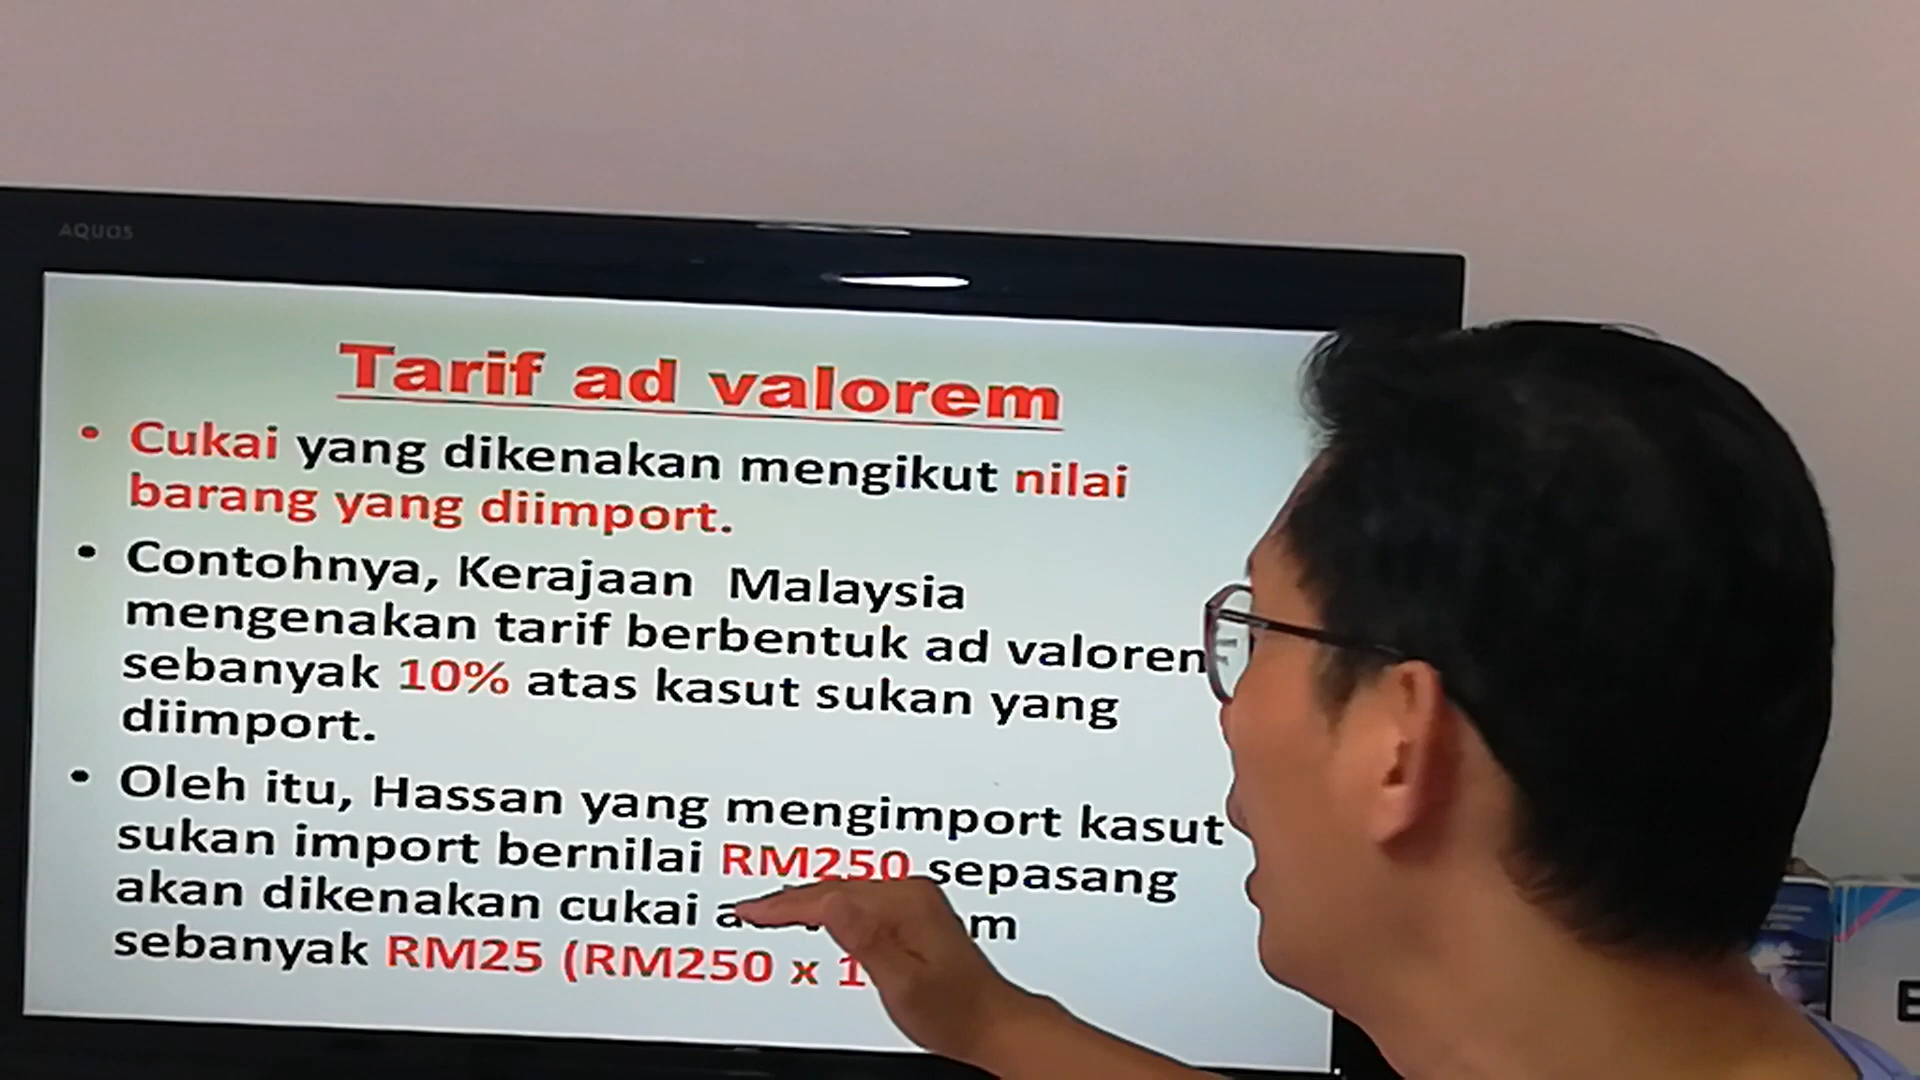 AQUOS
Tarif ad valorem
• Cukai yang dikenakan mengikut nilai
barang yang diimport.
• Contohnya, Kerajaan Malaysia
mengenakan tarif berbentuk ad valorem
sebanyak 10% atas kasut sukan yang
diimport.
• Oleh itu, Hassan yang mengimport kasut
sukan import bernilai RM250 sepasang
akan dikenakan cukai
sebanyak RM25 (RM250 x